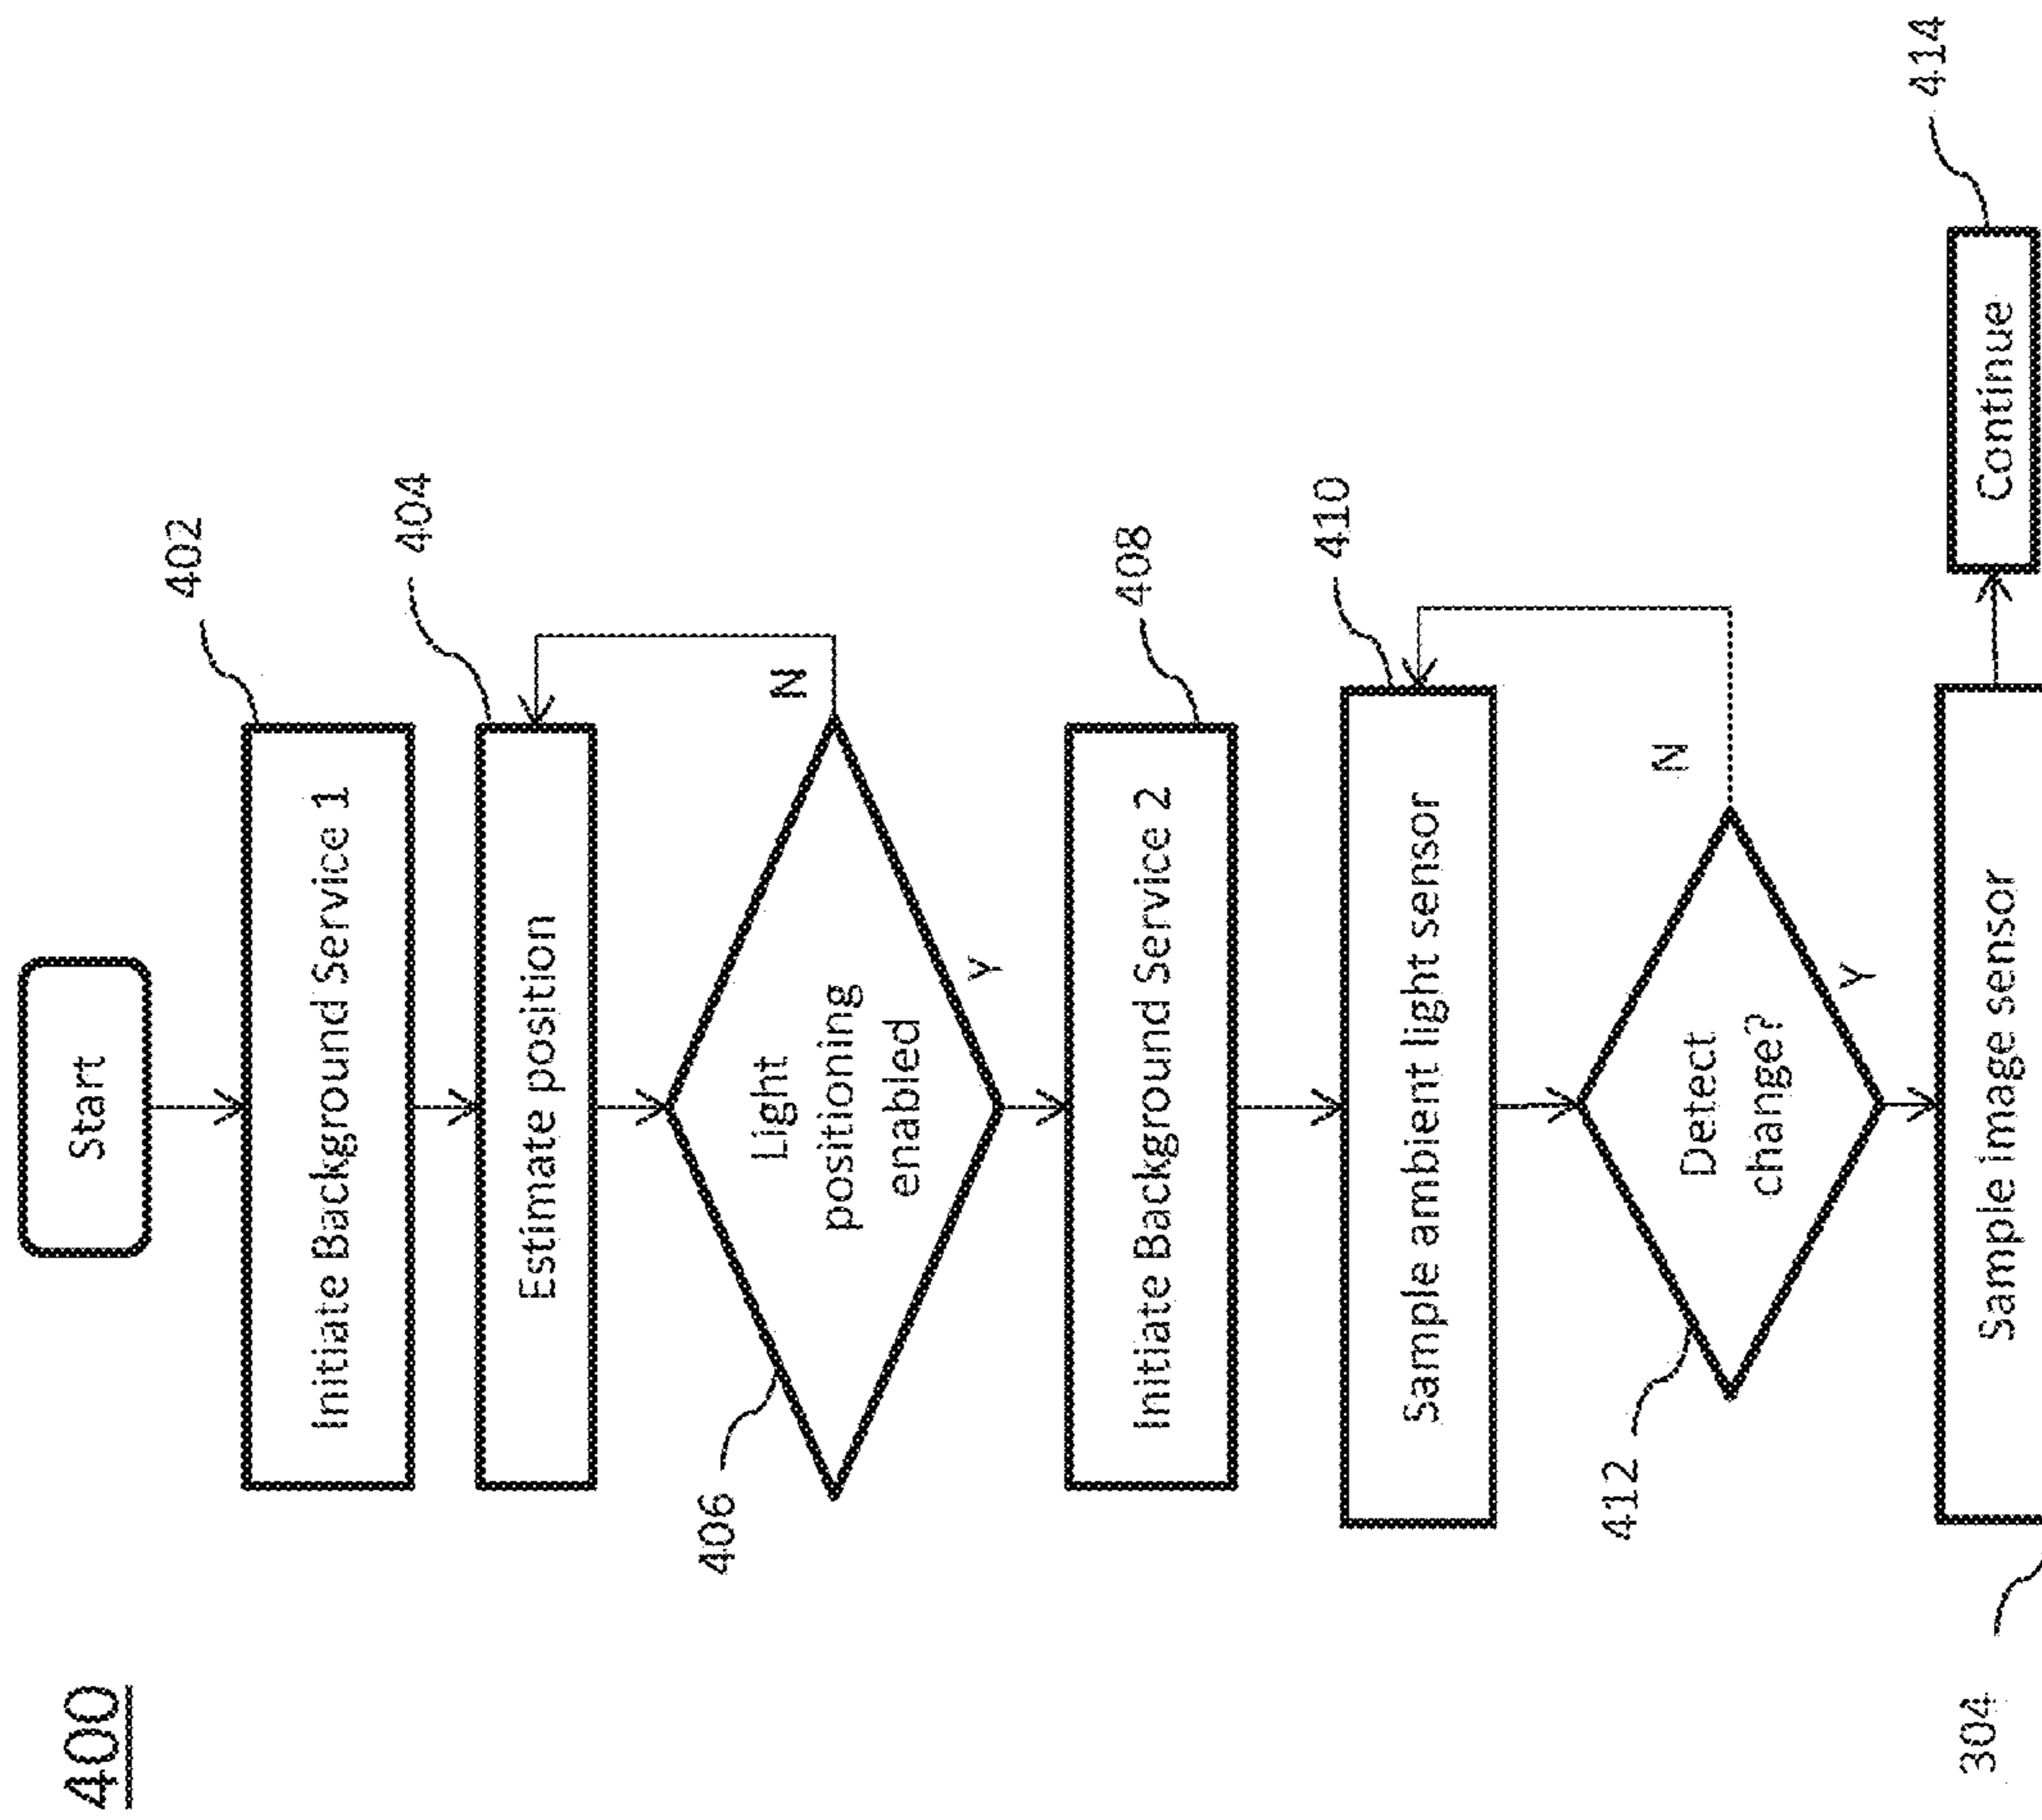 400
Start
Initiate Background Service 1
402
Estimate position
404
Light
positioning
enabled
406
N
Y
Initiate Background Service 2
408
Sample ambient light sensor
410
Detect
change?
412
N
Y
Sample image sensor
304
Continue
414